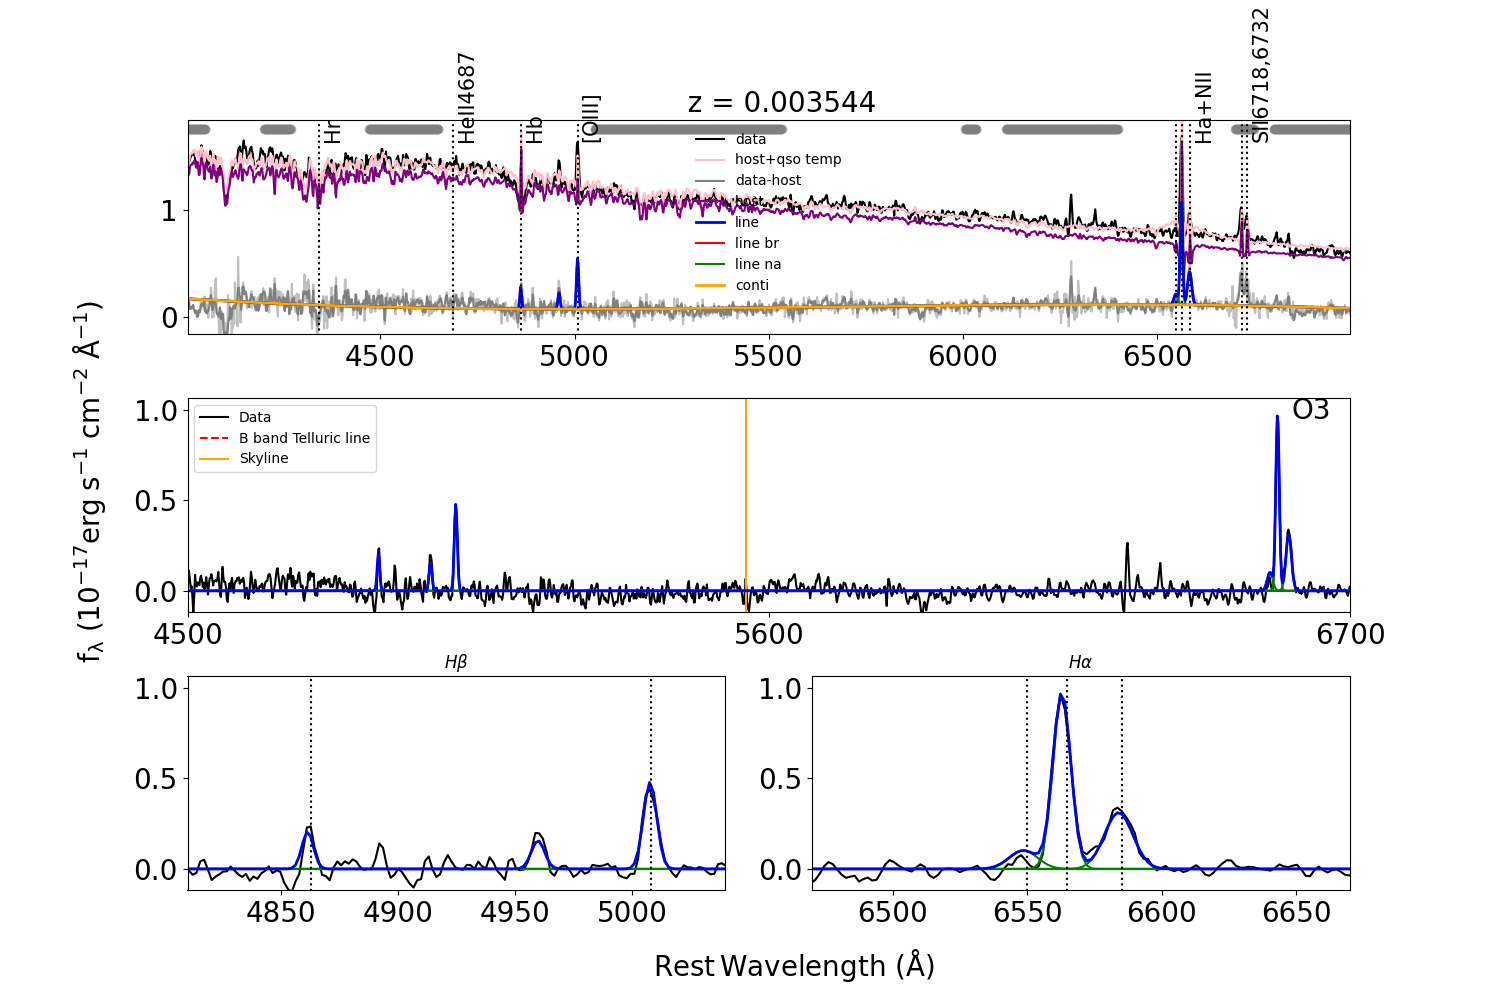 z = 0.003544
Hr
HeII4687
Hb
[OIII]
Ha+NII
SII6718,6732
data
host+qso temp
data-host
host
line
line br
line na
conti
1
0
4500
5000
5500
6000
6500
fλ (10⁻¹⁷erg s⁻¹ cm⁻² Å⁻¹)
Data
B band Telluric line
Skyline
O3
1.0
0.5
0.0
4500
5600
6700
Hβ
1.0
0.5
0.0
4850
4900
4950
5000
Hα
1.0
0.5
0.0
6500
6550
6600
6650
Rest Wavelength (Å)